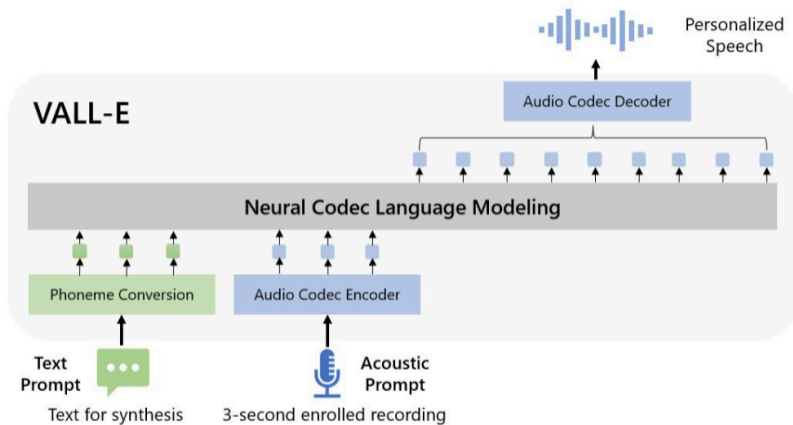 Personalized
Speech
Audio Codec Decoder
VALL-E
Neural Codec Language Modeling
Phoneme Conversion
Audio Codec Encoder
Text
Prompt
Acoustic
Prompt
Text for synthesis
3-second enrolled recording